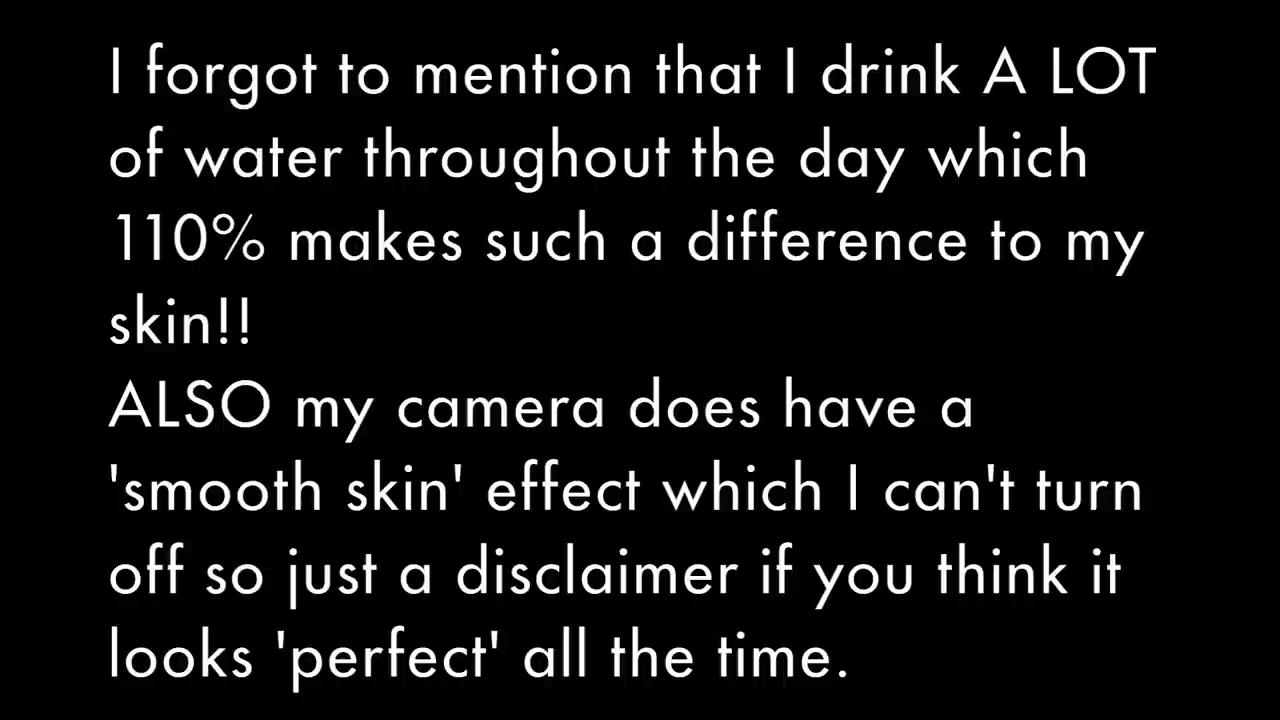 I forgot to mention that I drink A LOT
of water throughout the day which
110% makes such a difference to my
skin!!
ALSO my camera does have a
'smooth skin' effect which I can't turn
off so just a disclaimer if you think it
looks 'perfect' all the time.